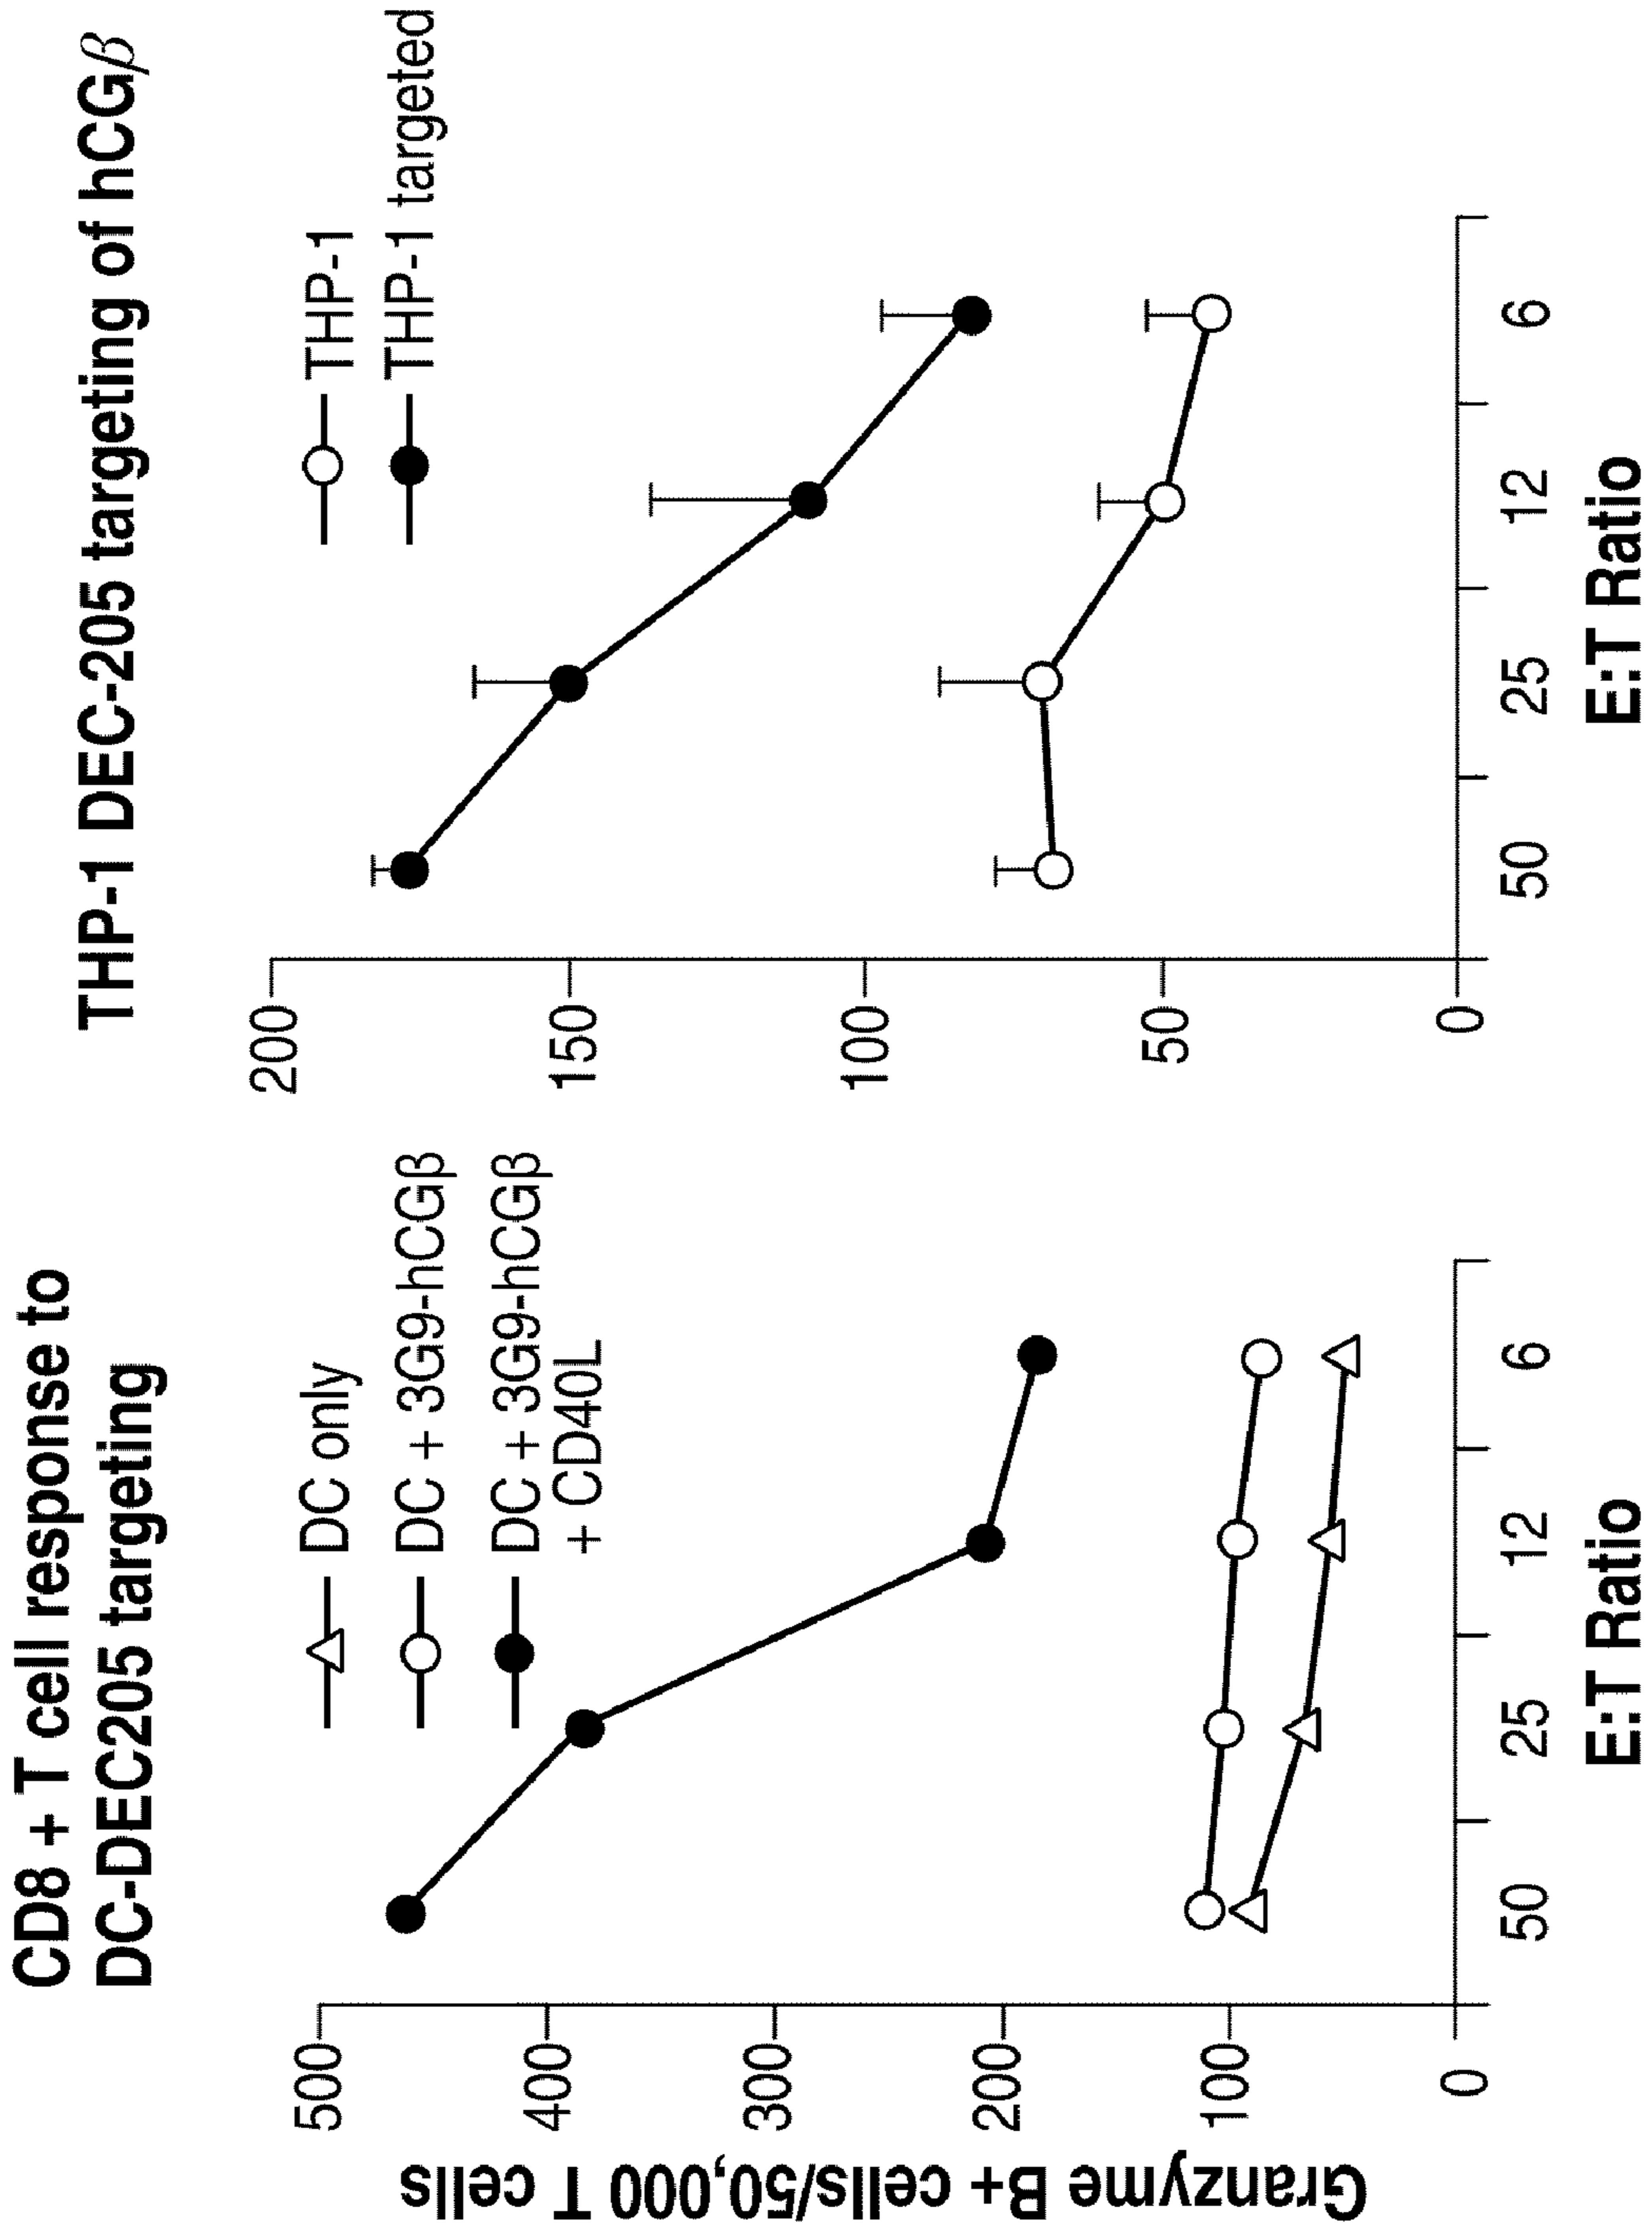 CD8 + T cell response to
DC-DEC205 targeting
DC only
DC + 3G9-hCGβ
DC + 3G9-hCGβ
+ CD40L
Granzyme B+ cells/50,000 T cells
500
400
300
200
100
0
50 25 12 6
E:T Ratio
THP-1 DEC-205 targeting of hCGβ
THP-1
THP-1 targeted
200
150
100
50
0
50 25 12 6
E:T Ratio